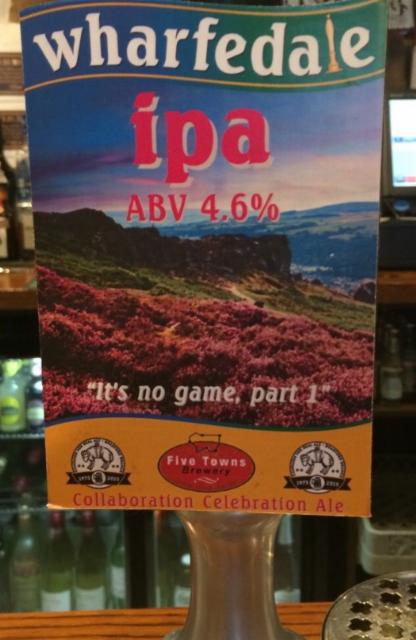 wharfedale
ipa
ABV 4.6%
"It's no game, part 1"
Five Towns
Brewery
Collaboration Celebration Ale